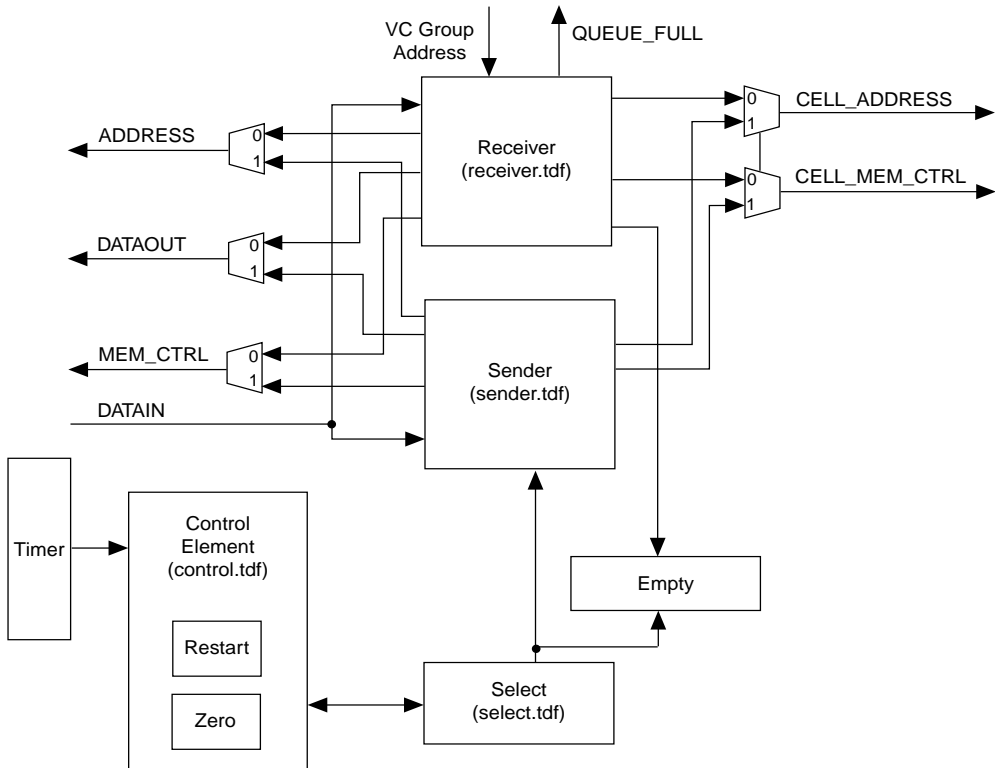 VC Group
Address
QUEUE_FULL
Receiver
(receiver.tdf)
0
1
CELL_ADDRESS
0
1
CELL_MEM_CTRL
ADDRESS
0
1
DATAOUT
0
1
MEM_CTRL
0
1
DATAIN
Sender
(sender.tdf)
Timer
Control
Element
(control.tdf)
Restart
Zero
Empty
Select
(select.tdf)